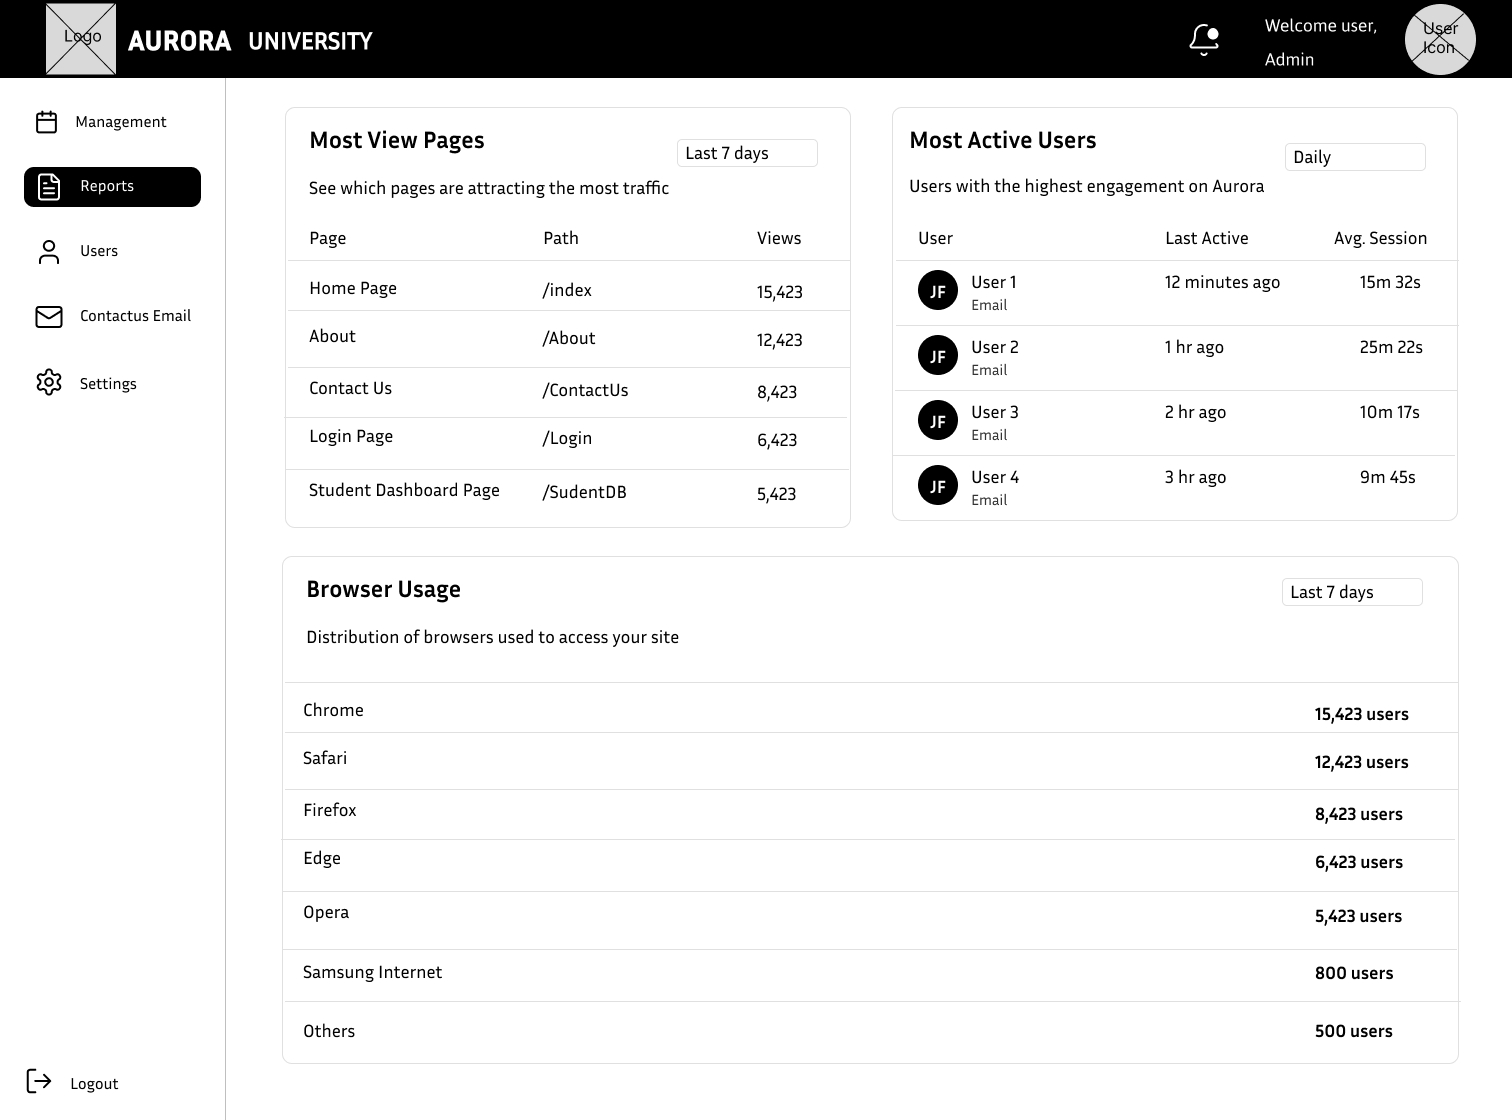 Logo
AURORA UNIVERSITY
Welcome user,
Admin
User
Icon
Management
Reports
Users
Contactus Email
Settings
Logout
Most View Pages
Last 7 days
See which pages are attracting the most traffic
Page Path Views
Home Page /index 15,423
About /About 12,423
Contact Us /ContactUs 8,423
Login Page /Login 6,423
Student Dashboard Page /SudentDB 5,423
Most Active Users
Daily
Users with the highest engagement on Aurora
User Last Active Avg. Session
JF User 1 12 minutes ago 15m 32s
Email
JF User 2 1 hr ago 25m 22s
Email
JF User 3 2 hr ago 10m 17s
Email
JF User 4 3 hr ago 9m 45s
Email
Browser Usage
Last 7 days
Distribution of browsers used to access your site
Chrome 15,423 users
Safari 12,423 users
Firefox 8,423 users
Edge 6,423 users
Opera 5,423 users
Samsung Internet 800 users
Others 500 users